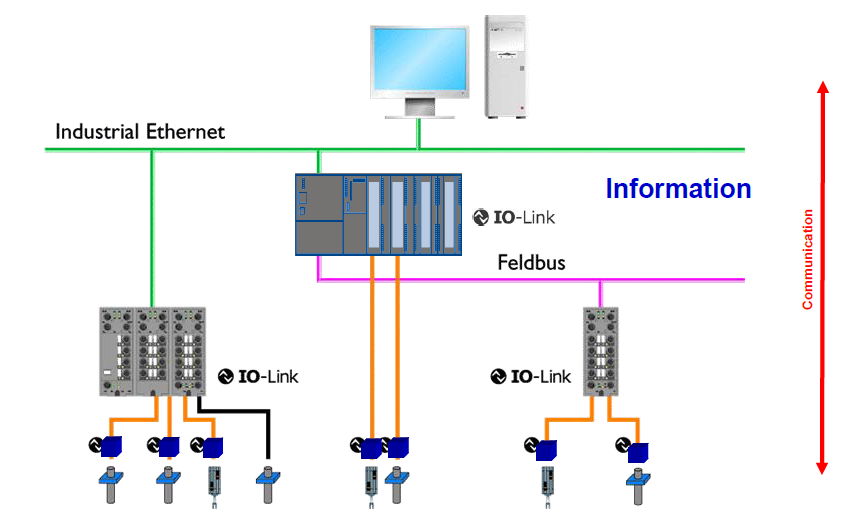 Industrial Ethernet
Information
IO-Link
Feldbus
Communication
IO-Link
IO-Link